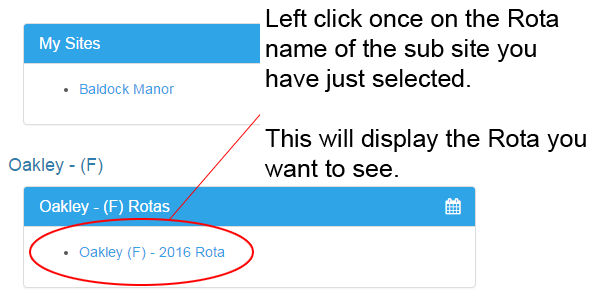 My Sites
Baldock Manor
Left click once on the Rota
name of the sub site you
have just selected.
This will display the Rota you
want to see.
Oakley - (F)
Oakley - (F) Rotas
Oakley (F) - 2016 Rota